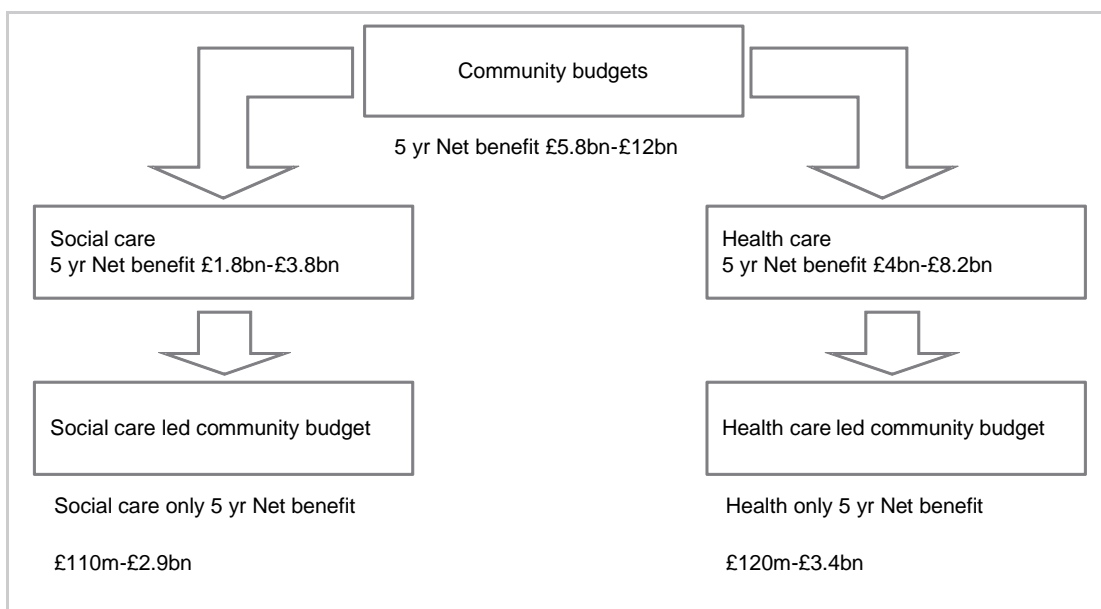 Community budgets
5 yr Net benefit £5.8bn-£12bn
Social care
5 yr Net benefit £1.8bn-£3.8bn
Health care
5 yr Net benefit £4bn-£8.2bn
Social care led community budget
Health care led community budget
Social care only 5 yr Net benefit
£110m-£2.9bn
Health only 5 yr Net benefit
£120m-£3.4bn